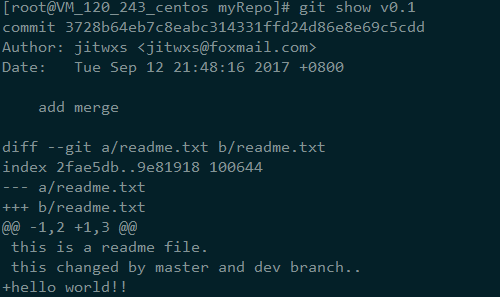 [root@VM_120_243_centos myRepo]# git show v0.1
commit 3728b64eb7c8eabc314331ffd24d86e8e69c5cdd
Author: jitwxs <jitwxs@foxmail.com>
Date:   Tue Sep 12 21:48:16 2017 +0800

    add merge

diff --git a/readme.txt b/readme.txt
index 2fae5db..9e81918 100644
--- a/readme.txt
+++ b/readme.txt
@@ -1,2 +1,3 @@
 this is a readme file.
 this changed by master and dev branch..
+hello world!!